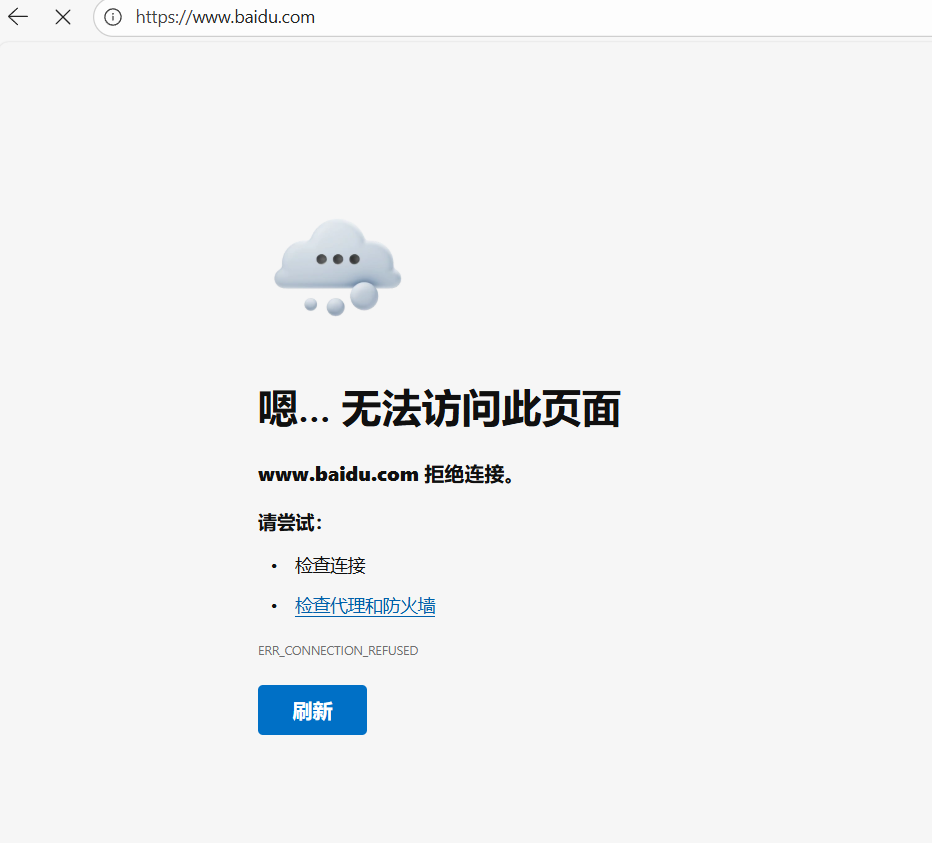 https://www.baidu.com
嗯... 无法访问此页面
www.baidu.com 拒绝连接。
请尝试：
• 检查连接
• 检查代理和防火墙
ERR_CONNECTION_REFUSED
刷新